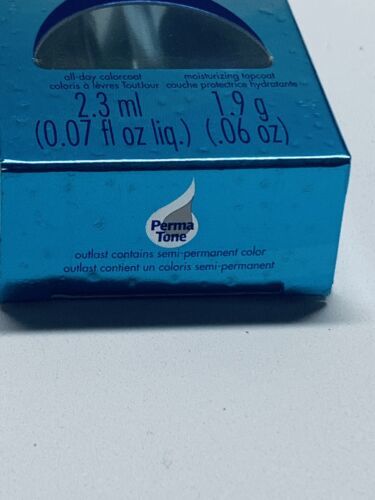 all-day colorcoat
coloris à lèvres ToutJour
2.3 ml
(0.07 fl oz liq.)
moisturizing topcoat
couche protectrice hydratante
1.9 g
(.06 oz)
Perma
Tone
outlast contains semi-permanent color
outlast contient un coloris semi-permanent